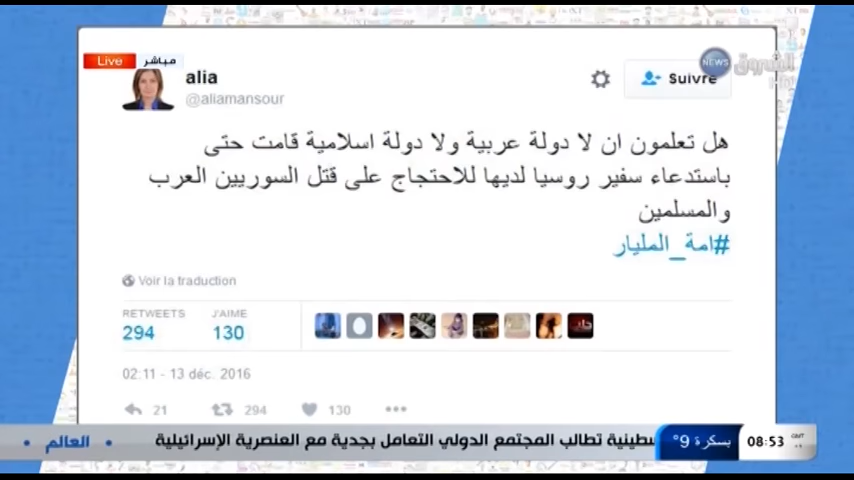 Live مباشر
alia
@aliamansour
Suivre
NEWS الشروق
هل تعلمون ان لا دولة عربية ولا دولة اسلامية قامت حتى
باستدعاء سفير روسيا لديها للاحتجاج على قتل السوريين العرب
والمسلمين
#امة_المليار
Voir la traduction
RETWEETS J'AIME
294 130
02:11 - 13 déc. 2016
21 294 130
العالم
تطالب المجتمع الدولي التعامل بجدية مع العنصرية الإسرائيلية
بسكرة 9°
08:53 GMT